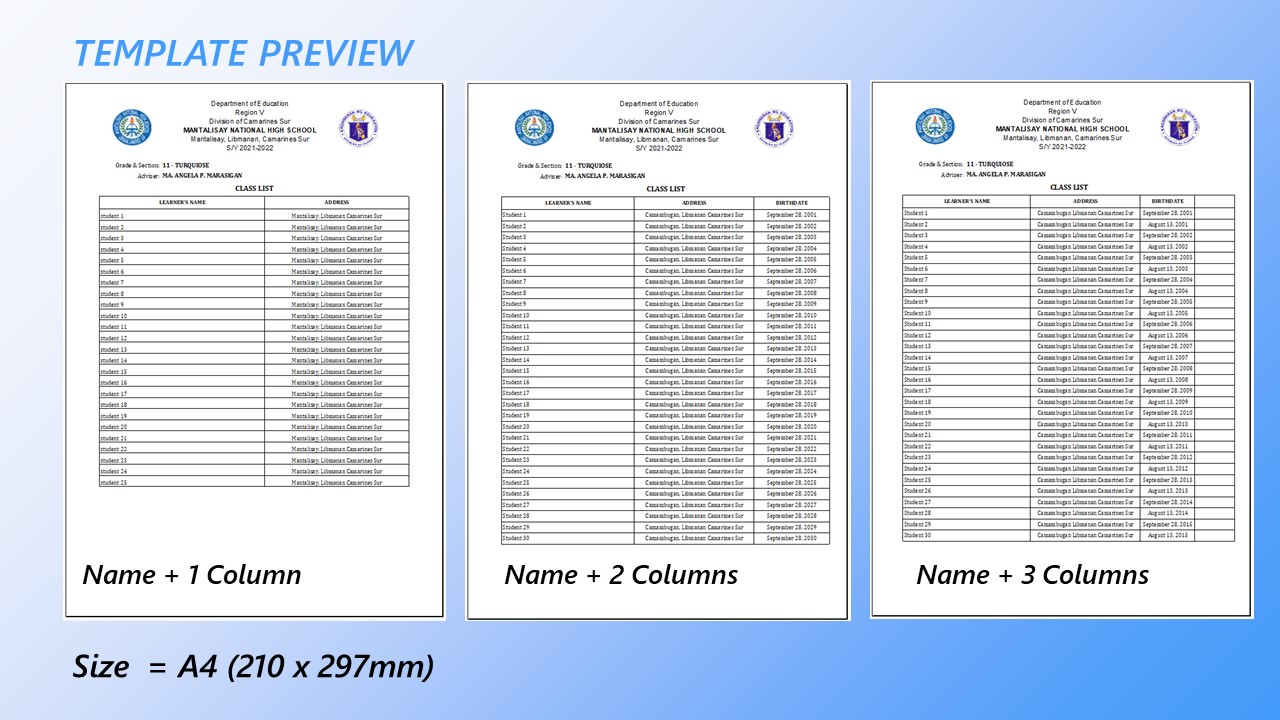 TEMPLATE PREVIEW
Department of Education
Region V
Division of Camarines Sur
MANTALISAY NATIONAL HIGH SCHOOL
Mantalisay, Libmanan, Camarines Sur
S/Y 2021-2022
Grade & Section: 11 - TURQUIOSE
Adviser: MA. ANGELA P. MARASIGAN
CLASS LIST
LEARNER'S NAME ADDRESS
student 1 Mantalisay, Libmanan Camarines Sur
student 2 Mantalisay, Libmanan Camarines Sur
student 3 Mantalisay, Libmanan Camarines Sur
student 4 Mantalisay, Libmanan Camarines Sur
student 5 Mantalisay, Libmanan Camarines Sur
student 6 Mantalisay, Libmanan Camarines Sur
student 7 Mantalisay, Libmanan Camarines Sur
student 8 Mantalisay, Libmanan Camarines Sur
student 9 Mantalisay, Libmanan Camarines Sur
student 10 Mantalisay, Libmanan Camarines Sur
student 11 Mantalisay, Libmanan Camarines Sur
student 12 Mantalisay, Libmanan Camarines Sur
student 13 Mantalisay, Libmanan Camarines Sur
student 14 Mantalisay, Libmanan Camarines Sur
student 15 Mantalisay, Libmanan Camarines Sur
student 16 Mantalisay, Libmanan Camarines Sur
student 17 Mantalisay, Libmanan Camarines Sur
student 18 Mantalisay, Libmanan Camarines Sur
student 19 Mantalisay, Libmanan Camarines Sur
student 20 Mantalisay, Libmanan Camarines Sur
student 21 Mantalisay, Libmanan Camarines Sur
student 22 Mantalisay, Libmanan Camarines Sur
student 23 Mantalisay, Libmanan Camarines Sur
student 24 Mantalisay, Libmanan Camarines Sur
student 25 Mantalisay, Libmanan Camarines Sur
Name + 1 Column
Department of Education
Region V
Division of Camarines Sur
MANTALISAY NATIONAL HIGH SCHOOL
Mantalisay, Libmanan, Camarines Sur
S/Y 2021-2022
Grade & Section: 11 - TURQUIOSE
Adviser: MA. ANGELA P. MARASIGAN
CLASS LIST
LEARNER'S NAME ADDRESS BIRTHDATE
Student 1 Camambugan, Libmanan Camarines Sur September 28, 2001
Student 2 Camambugan, Libmanan Camarines Sur September 28, 2002
Student 3 Camambugan, Libmanan Camarines Sur September 28, 2003
Student 4 Camambugan, Libmanan Camarines Sur September 28, 2004
Student 5 Camambugan, Libmanan Camarines Sur September 28, 2005
Student 6 Camambugan, Libmanan Camarines Sur September 28, 2006
Student 7 Camambugan, Libmanan Camarines Sur September 28, 2007
Student 8 Camambugan, Libmanan Camarines Sur September 28, 2008
Student 9 Camambugan, Libmanan Camarines Sur September 28, 2009
Student 10 Camambugan, Libmanan Camarines Sur September 28, 2010
Student 11 Camambugan, Libmanan Camarines Sur September 28, 2011
Student 12 Camambugan, Libmanan Camarines Sur September 28, 2012
Student 13 Camambugan, Libmanan Camarines Sur September 28, 2013
Student 14 Camambugan, Libmanan Camarines Sur September 28, 2014
Student 15 Camambugan, Libmanan Camarines Sur September 28, 2015
Student 16 Camambugan, Libmanan Camarines Sur September 28, 2016
Student 17 Camambugan, Libmanan Camarines Sur September 28, 2017
Student 18 Camambugan, Libmanan Camarines Sur September 28, 2018
Student 19 Camambugan, Libmanan Camarines Sur September 28, 2019
Student 20 Camambugan, Libmanan Camarines Sur September 28, 2020
Student 21 Camambugan, Libmanan Camarines Sur September 28, 2021
Student 22 Camambugan, Libmanan Camarines Sur September 28, 2022
Student 23 Camambugan, Libmanan Camarines Sur September 28, 2023
Student 24 Camambugan, Libmanan Camarines Sur September 28, 2024
Student 25 Camambugan, Libmanan Camarines Sur September 28, 2025
Student 26 Camambugan, Libmanan Camarines Sur September 28, 2026
Student 27 Camambugan, Libmanan Camarines Sur September 28, 2027
Student 28 Camambugan, Libmanan Camarines Sur September 28, 2028
Student 29 Camambugan, Libmanan Camarines Sur September 28, 2029
Student 30 Camambugan, Libmanan Camarines Sur September 28, 2030
Name + 2 Columns
Department of Education
Region V
Division of Camarines Sur
MANTALISAY NATIONAL HIGH SCHOOL
Mantalisay, Libmanan, Camarines Sur
S/Y 2021-2022
Grade & Section: 11 - TURQUIOSE
Adviser: MA. ANGELA P. MARASIGAN
CLASS LIST
LEARNER'S NAME ADDRESS BIRTHDATE
Student 1 Camambugan Libmanan Camarines Sur September 28, 2001
Student 2 Camambugan Libmanan Camarines Sur August 13, 2001
Student 3 Camambugan Libmanan Camarines Sur September 28, 2002
Student 4 Camambugan Libmanan Camarines Sur August 13, 2002
Student 5 Camambugan Libmanan Camarines Sur September 28, 2003
Student 6 Camambugan Libmanan Camarines Sur August 13, 2003
Student 7 Camambugan Libmanan Camarines Sur September 28, 2004
Student 8 Camambugan Libmanan Camarines Sur August 13, 2004
Student 9 Camambugan Libmanan Camarines Sur September 28, 2005
Student 10 Camambugan Libmanan Camarines Sur August 13, 2005
Student 11 Camambugan Libmanan Camarines Sur September 28, 2006
Student 12 Camambugan Libmanan Camarines Sur August 13, 2006
Student 13 Camambugan Libmanan Camarines Sur September 28, 2007
Student 14 Camambugan Libmanan Camarines Sur August 13, 2007
Student 15 Camambugan Libmanan Camarines Sur September 28, 2008
Student 16 Camambugan Libmanan Camarines Sur August 13, 2008
Student 17 Camambugan Libmanan Camarines Sur September 28, 2009
Student 18 Camambugan Libmanan Camarines Sur August 13, 2009
Student 19 Camambugan Libmanan Camarines Sur September 28, 2010
Student 20 Camambugan Libmanan Camarines Sur August 13, 2010
Student 21 Camambugan Libmanan Camarines Sur September 28, 2011
Student 22 Camambugan Libmanan Camarines Sur August 13, 2011
Student 23 Camambugan Libmanan Camarines Sur September 28, 2012
Student 24 Camambugan Libmanan Camarines Sur August 13, 2012
Student 25 Camambugan Libmanan Camarines Sur September 28, 2013
Student 26 Camambugan Libmanan Camarines Sur August 13, 2013
Student 27 Camambugan Libmanan Camarines Sur September 28, 2014
Student 28 Camambugan Libmanan Camarines Sur August 13, 2014
Student 29 Camambugan Libmanan Camarines Sur September 28, 2015
Student 30 Camambugan Libmanan Camarines Sur August 13, 2015
Name + 3 Columns
Size = A4 (210 x 297mm)